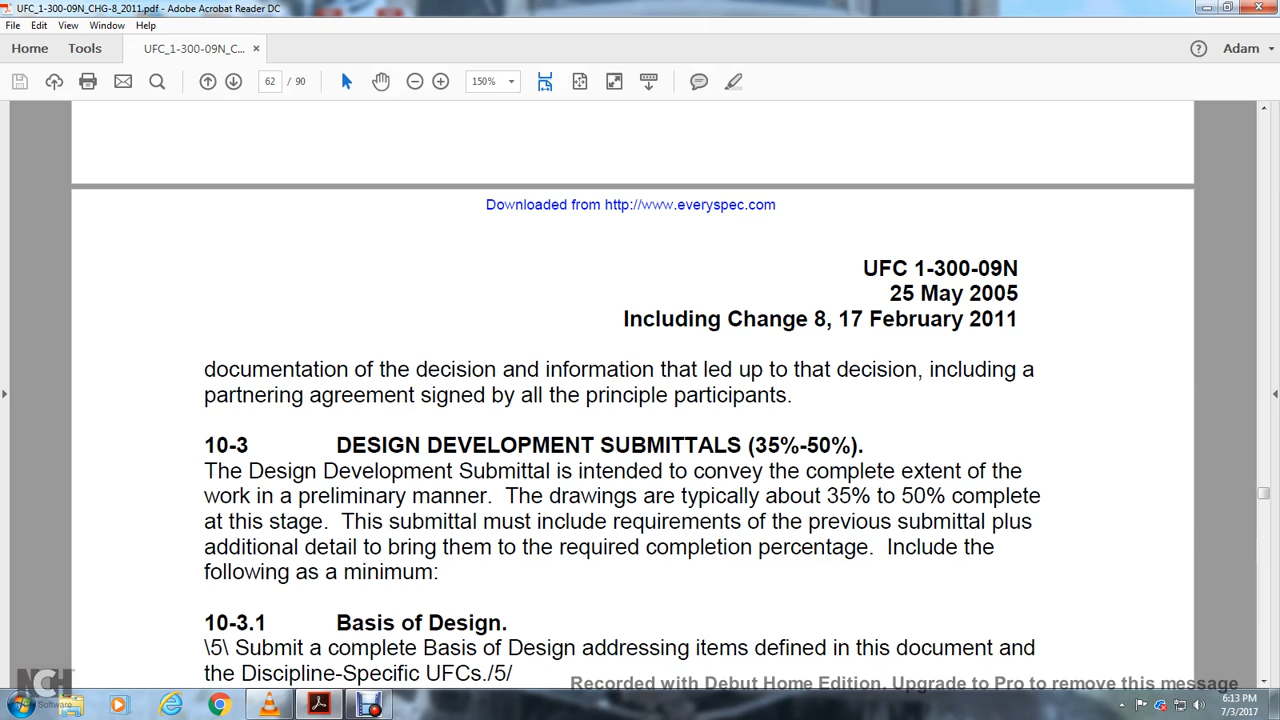 UFC_1-300-09N_CHG-8_2011.pdf - Adobe Acrobat Reader DC
File Edit View Window Help
Home Tools UFC_1-300-09N_C... × Adam
62 / 90 150%
Downloaded from http://www.everyspec.com
UFC 1-300-09N
25 May 2005
Including Change 8, 17 February 2011
documentation of the decision and information that led up to that decision, including a
partnering agreement signed by all the principle participants.
10-3 DESIGN DEVELOPMENT SUBMITTALS (35%-50%).
The Design Development Submittal is intended to convey the complete extent of the
work in a preliminary manner. The drawings are typically about 35% to 50% complete
at this stage. This submittal must include requirements of the previous submittal plus
additional detail to bring them to the required completion percentage. Include the
following as a minimum:
10-3.1 Basis of Design.
\5\ Submit a complete Basis of Design addressing items defined in this document and
the Discipline-Specific UFCs./5/
Recorded with Debut Home Edition. Upgrade to Pro to remove this message
NCH
Software
6:13 PM
7/3/2017